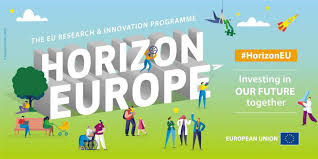 THE EU RESEARCH & INNOVATION PROGRAMME
HORIZON
EUROPE
#HorizonEU
Investing in
OUR FUTURE
together
EUROPEAN UNION